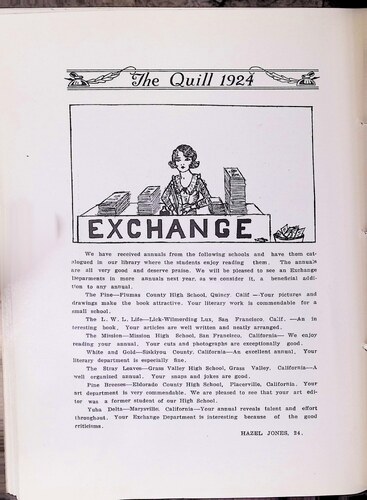 The Quill 1924
EXCHANGE
We have received annuals from the following schools and have them cat-
alogued in our library where the students enjoy reading them. The annuals
are all very good and deserve praise. We will be pleased to see an Exchange
Departments in more annuals next year, as we consider it, a beneficial addi-
tion to any annual.
The Pine—Plumas County High School, Quincy, Calif.—Your pictures and
drawings make the book attractive. Your literary work is commendable for a
small school.
The L. W. L. Life—Lick-Wilmerding Lux, San Francisco, Calif. —An in
teresting book. Your articles are well written and neatly arranged.
The Mission—Mission High School, San Francisco, California—We enjoy
reading your annual. Your cuts and photographs are exceptionally good.
White and Gold—Siskiyou County, California—An excellent annual. Your
literary department is especially fine.
The Stray Leaves—Grass Valley High School, Grass Valley, California—A
well organized annual. Your snaps and jokes are good.
Pine Breezes—Eldorado County High School, Placerville, California. Your
art department is very commendable. We are pleased to see that your art edi-
tor was a former student of our High School.
Yuba Delta—Marysville, California—Your annual reveals talent and effort
throughout. Your Exchange Department is interesting because of the good
criticisms.
HAZEL JONES, 24.